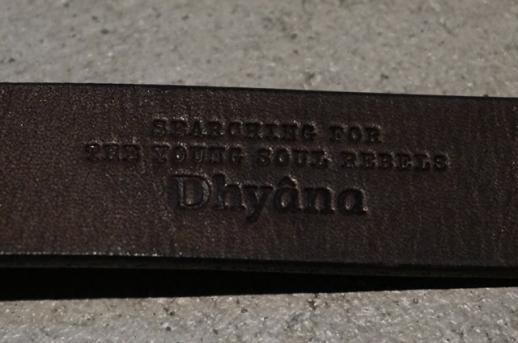 SEARCHING FOR
THE YOUNG SOUL REBELS
Dhyâna